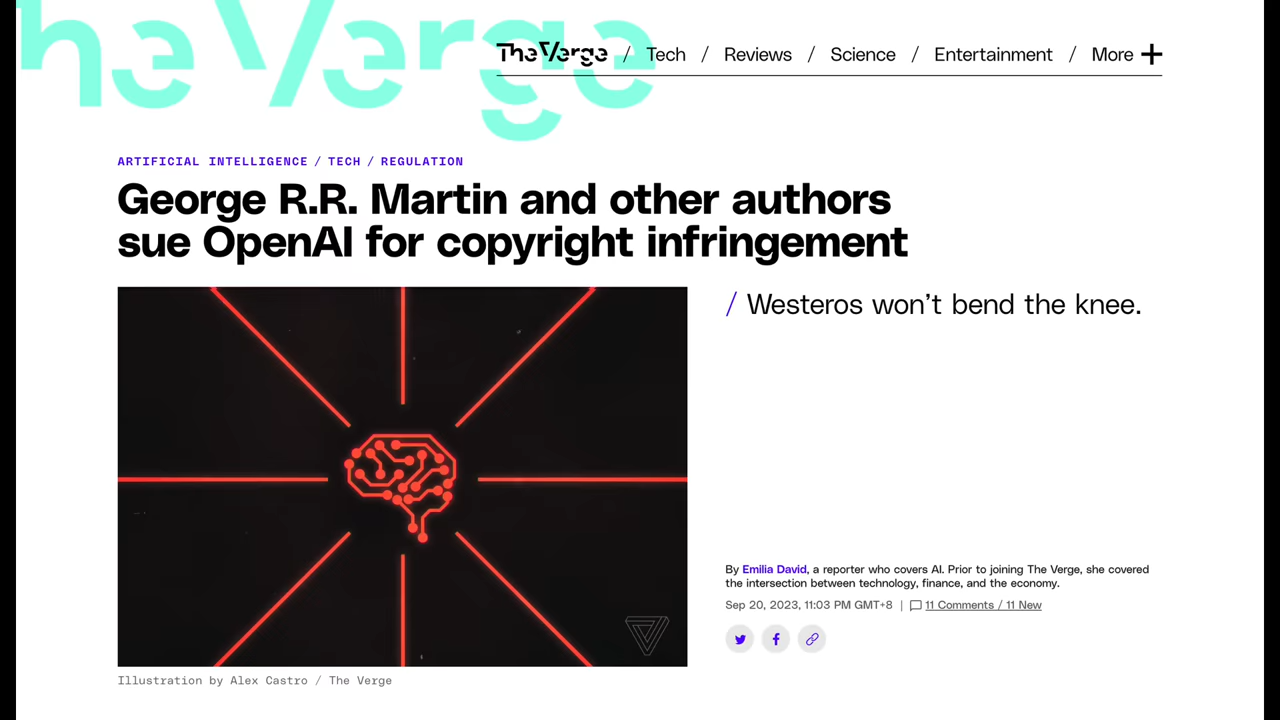 The Verge
The Verge / Tech / Reviews / Science / Entertainment / More +
ARTIFICIAL INTELLIGENCE / TECH / REGULATION
George R.R. Martin and other authors
sue OpenAI for copyright infringement
/ Westeros won’t bend the knee.
By Emilia David, a reporter who covers AI. Prior to joining The Verge, she covered
the intersection between technology, finance, and the economy.
Sep 20, 2023, 11:03 PM GMT+8 | 11 Comments / 11 New
Illustration by Alex Castro / The Verge